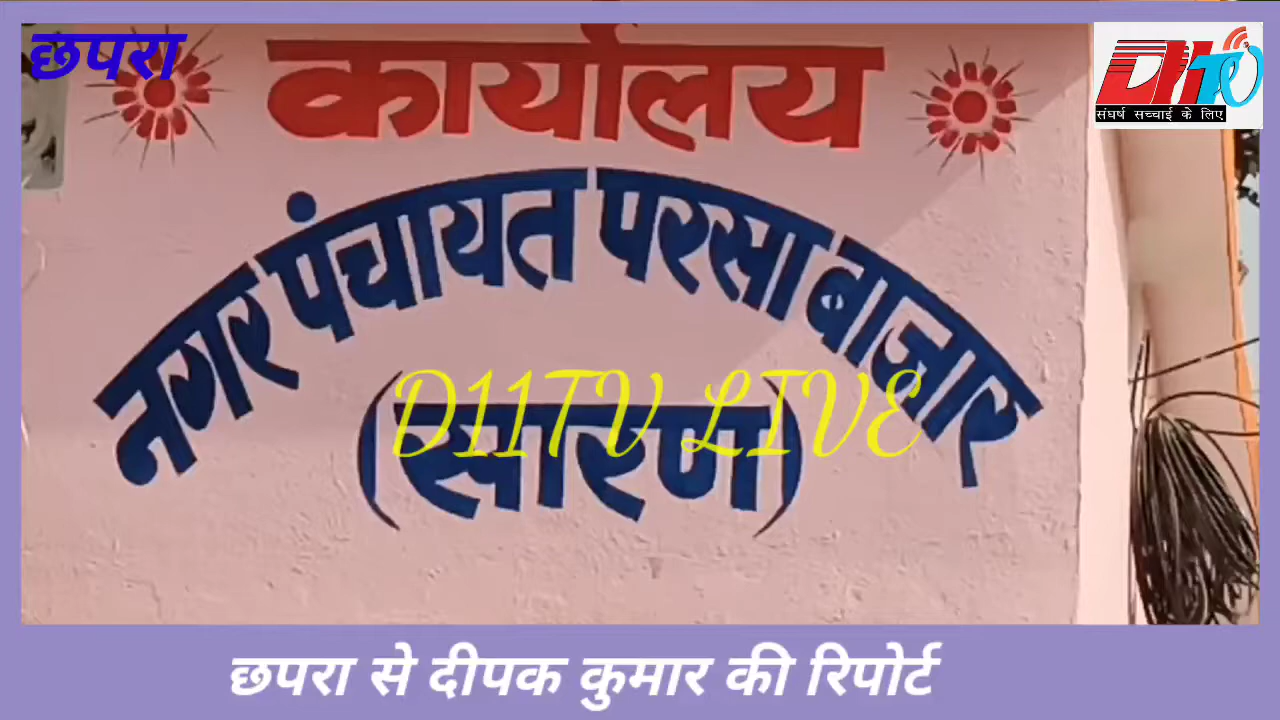 छपरा
कार्यालय
नगर पंचायत परसा बाजार
(सारण)
D11TV LIVE
संघर्ष सच्चाई के लिए
छपरा से दीपक कुमार की रिपोर्ट